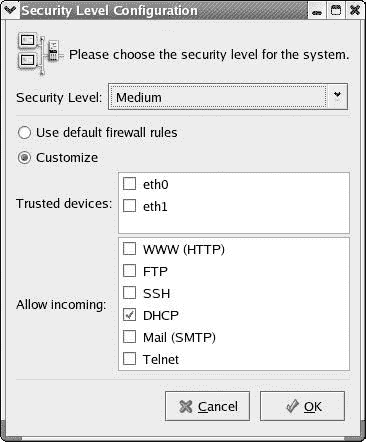 Security Level Configuration
Please choose the security level for the system.
Security Level: Medium
Use default firewall rules
Customize
Trusted devices:
eth0
eth1
Allow incoming:
WWW (HTTP)
FTP
SSH
DHCP
Mail (SMTP)
Telnet
Cancel
OK